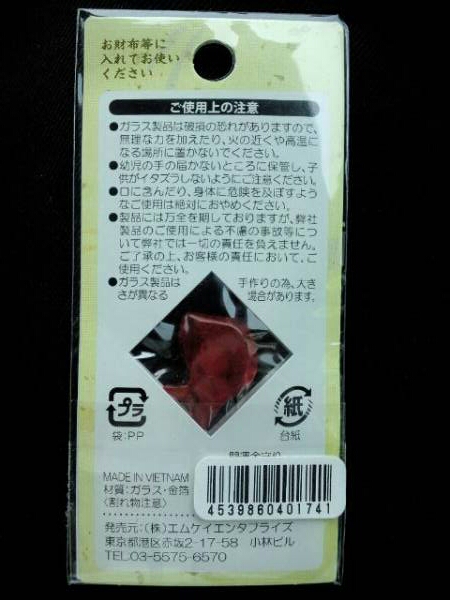 お財布等に
入れてお使い
ください
ご使用上の注意
●ガラス製品は破損の恐れがありますので、
無理な力を加えたり、火の近くや高温に
なる場所に置かないでください。
●幼児の手の届かないところに保管し、子
供がイタズラしないようにご注意ください。
●口に含んだり、身体に危険を及ぼすよう
なご使用は絶対におやめください。
●製品には万全を期しておりますが、弊社
製品のご使用による不慮の事故等につ
いて弊社では一切の責任を負えません。
ご了承の上、お客様の責任において、ご
使用ください。
●ガラス製品は 手作りの為、大き
さが異なる 場合があります。
プラ
袋:PP
紙
台紙
MADE IN VIETNAM
材質:ガラス・金箔
〈割れ物注意〉
4539860401741
発売元:(株)エムケイエンタプライズ
東京都港区赤坂2-17-58 小林ビル
TEL:03-5575-6570